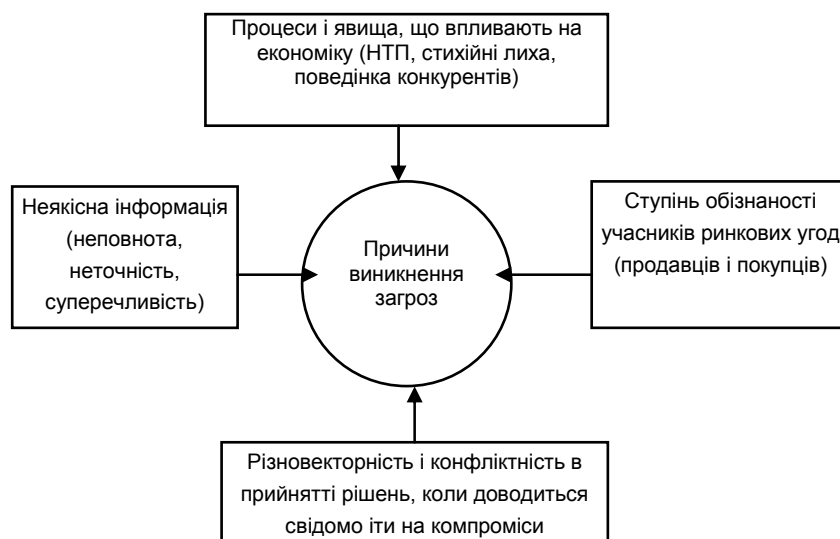 Процеси і явища, що впливають на
економіку (НТП, стихійні лиха,
поведінка конкурентів)
Неякісна інформація
(неповнота,
неточність,
суперечливість)
Причини
виникнення
загроз
Ступінь обізнаності
учасників ринкових угод
(продавців і покупців)
Різновекторність і конфліктність в
прийнятті рішень, коли доводиться
свідомо іти на компроміси